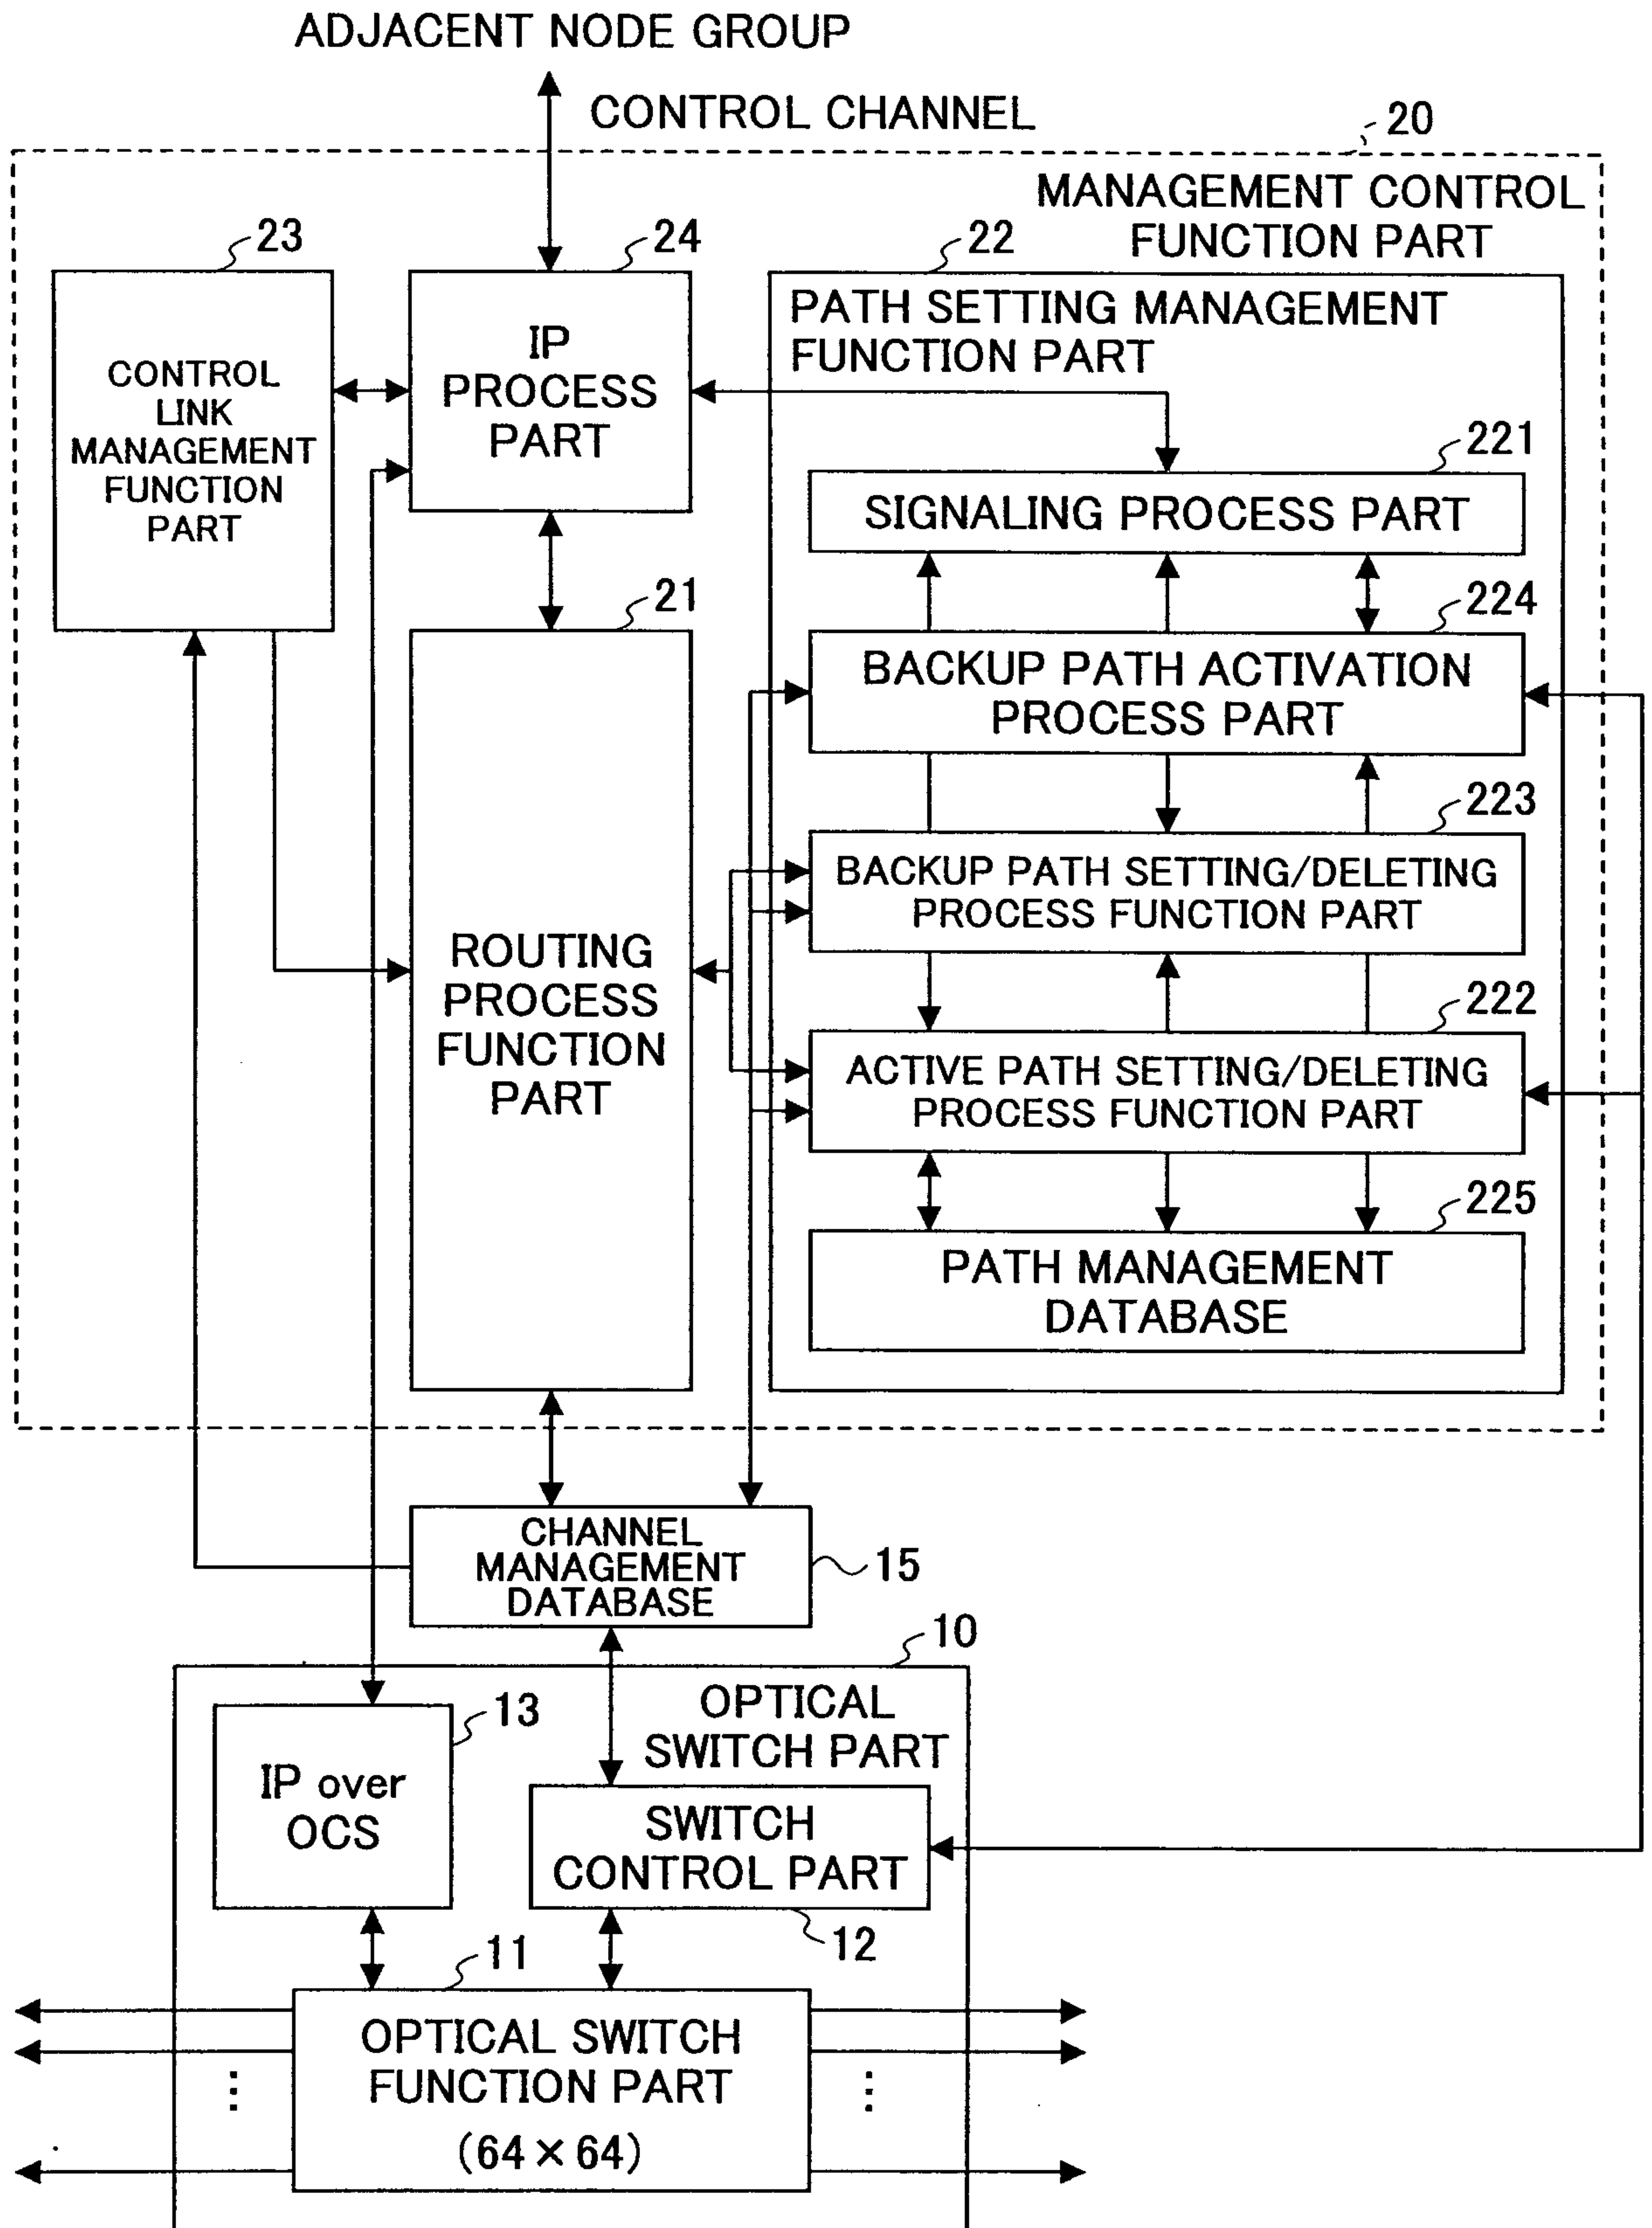 ADJACENT NODE GROUP
CONTROL CHANNEL
20
MANAGEMENT CONTROL
FUNCTION PART
23
CONTROL
LINK
MANAGEMENT
FUNCTION
PART
24
IP
PROCESS
PART
22
PATH SETTING MANAGEMENT
FUNCTION PART
221
SIGNALING PROCESS PART
224
BACKUP PATH ACTIVATION
PROCESS PART
223
BACKUP PATH SETTING/DELETING
PROCESS FUNCTION PART
222
ACTIVE PATH SETTING/DELETING
PROCESS FUNCTION PART
225
PATH MANAGEMENT
DATABASE
21
ROUTING
PROCESS
FUNCTION
PART
CHANNEL
MANAGEMENT
DATABASE
15
10
OPTICAL
SWITCH PART
13
IP over
OCS
SWITCH
CONTROL PART
12
11
OPTICAL SWITCH
FUNCTION PART
(64×64)